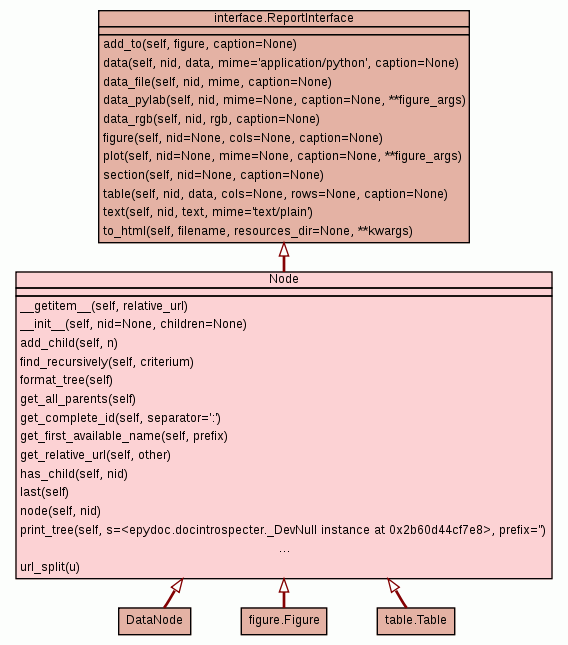 interface.ReportInterface
add_to(self, figure, caption=None)
data(self, nid, data, mime='application/python', caption=None)
data_file(self, nid, mime, caption=None)
data_pylab(self, nid, mime=None, caption=None, **figure_args)
data_rgb(self, nid, rgb, caption=None)
figure(self, nid=None, cols=None, caption=None)
plot(self, nid=None, mime=None, caption=None, **figure_args)
section(self, nid=None, caption=None)
table(self, nid, data, cols=None, rows=None, caption=None)
text(self, nid, text, mime='text/plain')
to_html(self, filename, resources_dir=None, **kwargs)
Node
__getitem__(self, relative_url)
__init__(self, nid=None, children=None)
add_child(self, n)
find_recursively(self, criterium)
format_tree(self)
get_all_parents(self)
get_complete_id(self, separator=':')
get_first_available_name(self, prefix)
get_relative_url(self, other)
has_child(self, nid)
last(self)
node(self, nid)
print_tree(self, s=<epydoc.docintrospecter._DevNull instance at 0x2b60d44cf7e8>, prefix='')
...
url_split(u)
DataNode figure.Figure table.Table